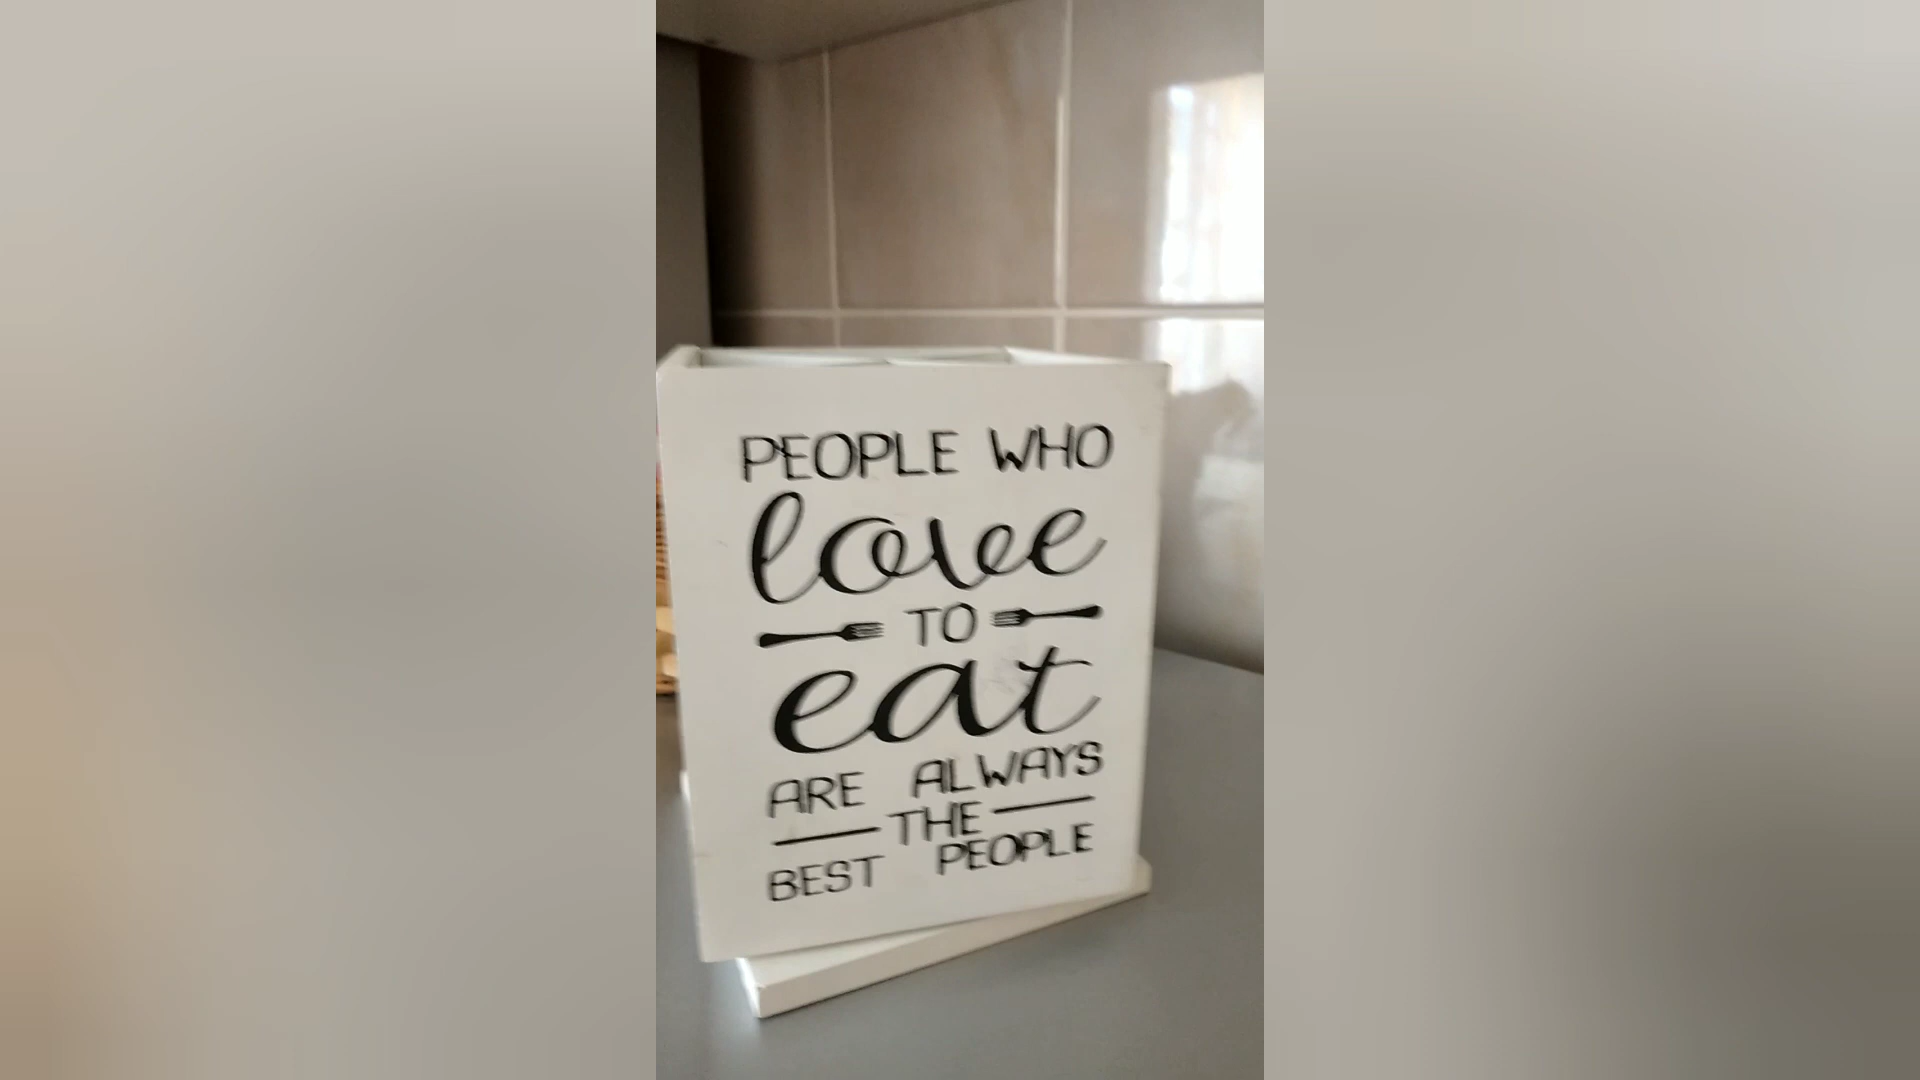 PEOPLE WHO
love
TO
eat
ARE ALWAYS
THE
BEST PEOPLE